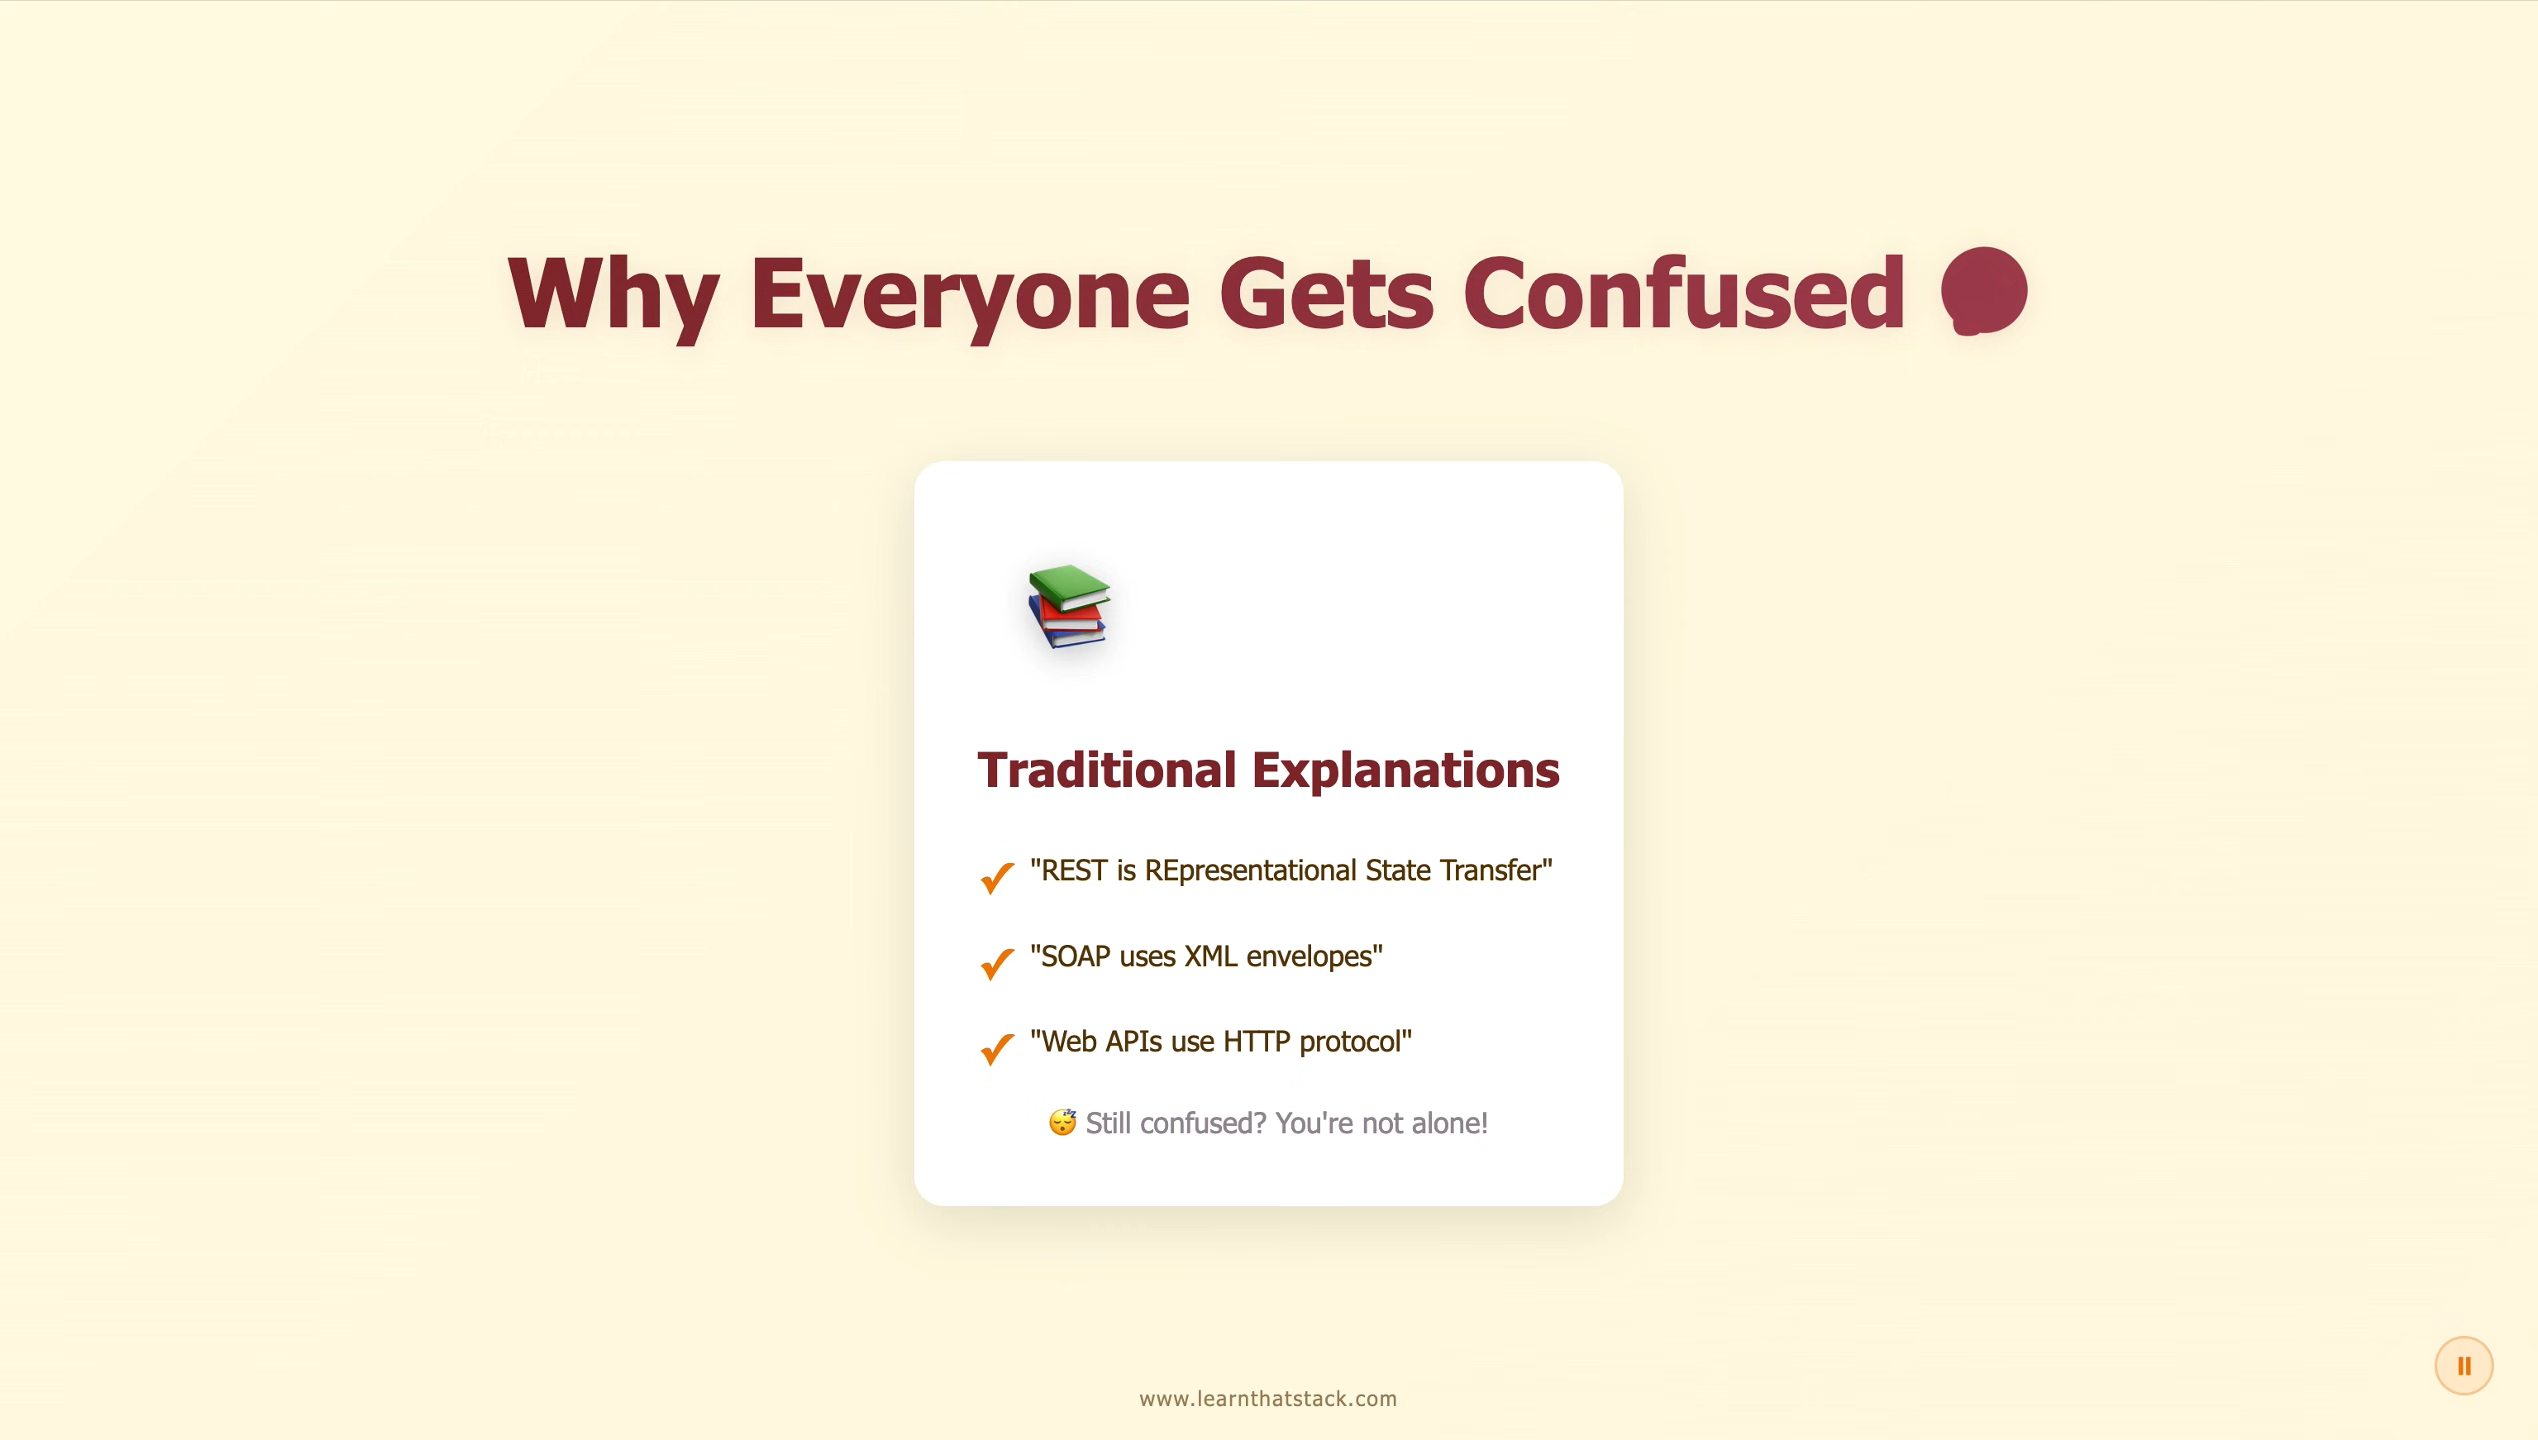 Why Everyone Gets Confused
Traditional Explanations
"REST is REpresentational State Transfer"
"SOAP uses XML envelopes"
"Web APIs use HTTP protocol"
Still confused? You're not alone!
www.learnthatstack.com